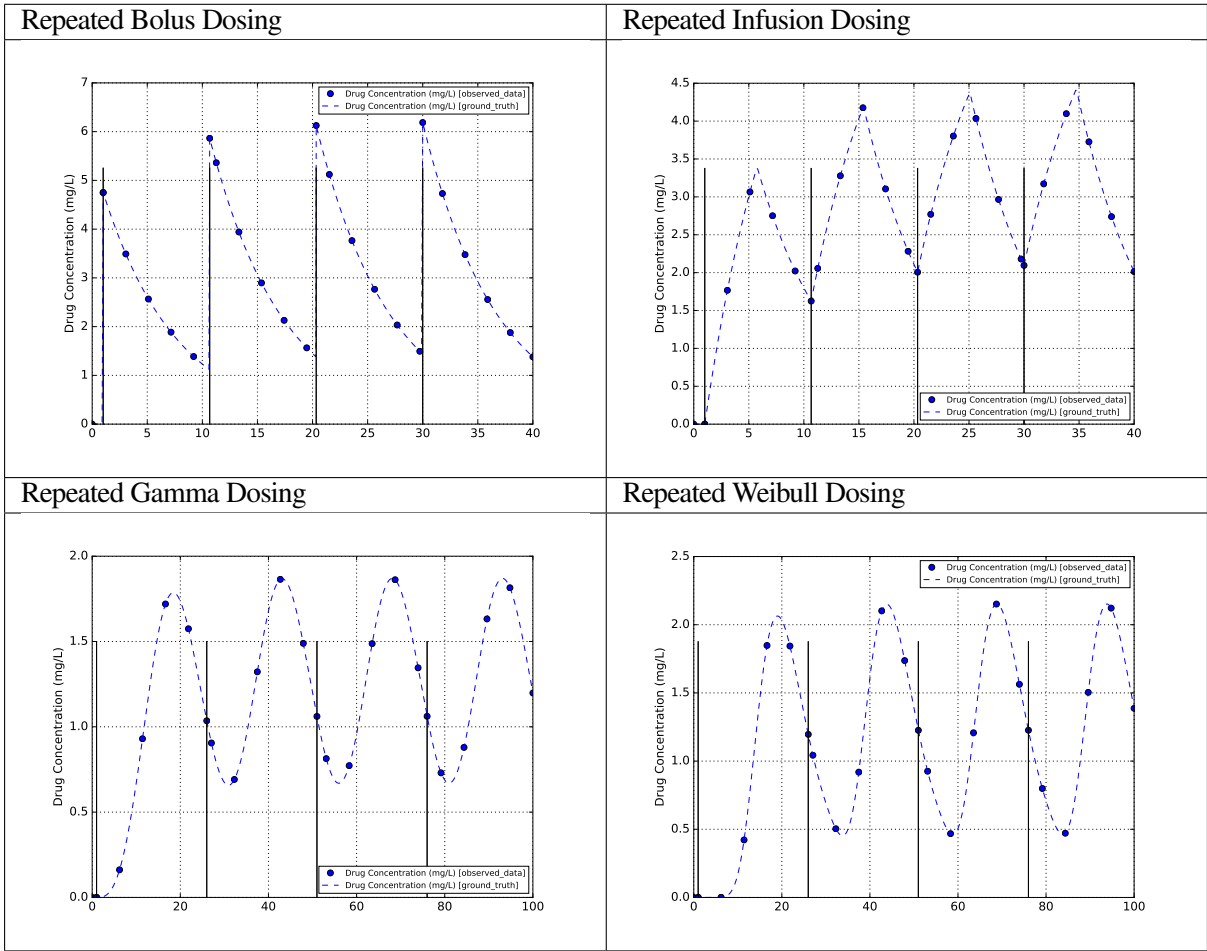 Repeated Bolus Dosing
Repeated Infusion Dosing
7
6
5
4
3
2
1
0
Drug Concentration (mg/L)
Drug Concentration (mg/L) [observed_data]
Drug Concentration (mg/L) [ground_truth]
0 5 10 15 20 25 30 35 40
4.5
4.0
3.5
3.0
2.5
2.0
1.5
1.0
0.5
0.0
Drug Concentration (mg/L)
Drug Concentration (mg/L) [observed_data]
Drug Concentration (mg/L) [ground_truth]
0 5 10 15 20 25 30 35 40
Repeated Gamma Dosing
Repeated Weibull Dosing
2.0
1.5
1.0
0.5
0.0
Drug Concentration (mg/L)
Drug Concentration (mg/L) [observed_data]
Drug Concentration (mg/L) [ground_truth]
0 20 40 60 80 100
2.5
2.0
1.5
1.0
0.5
0.0
Drug Concentration (mg/L)
Drug Concentration (mg/L) [observed_data]
Drug Concentration (mg/L) [ground_truth]
0 20 40 60 80 100